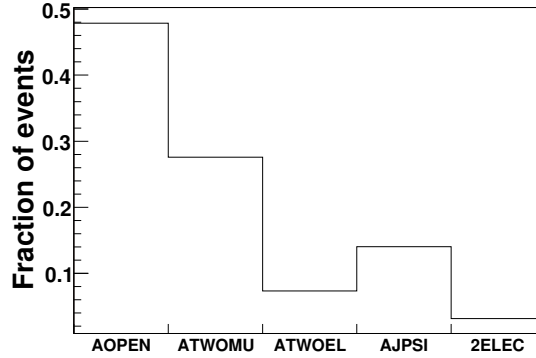 Fraction of events
0.5
0.4
0.3
0.2
0.1
AOPEN ATWOMU ATWOEL AJPSI 2ELEC